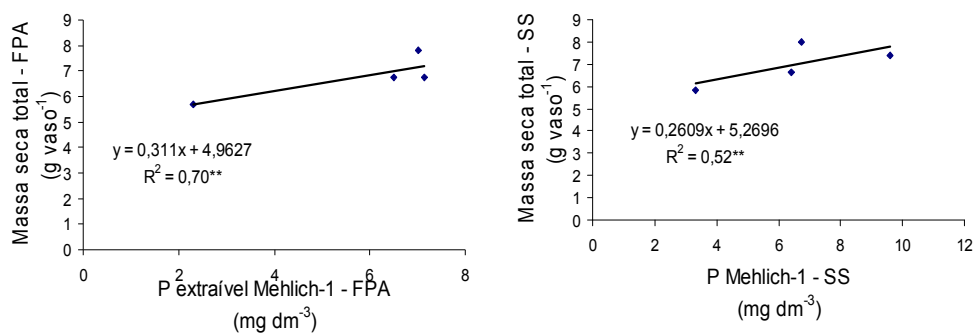 Massa seca total - FPA
(g vaso-1)
9
8
7
6
5
4
3
2
1
0
y = 0,311x + 4,9627
R2 = 0,70**
0 2 4 6 8
P extraível Mehlich-1 - FPA
(mg dm-3)
Massa seca total - SS
(g vaso-1)
9
8
7
6
5
4
3
2
1
0
y = 0,2609x + 5,2696
R2 = 0,52**
0 2 4 6 8 10 12
P Mehlich-1 - SS
(mg dm-3)